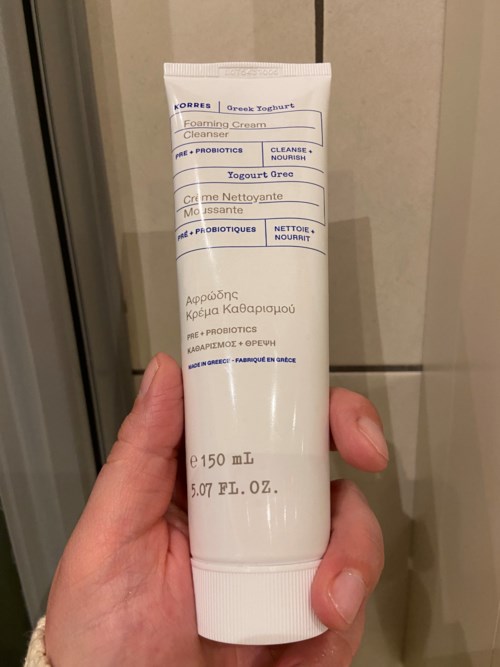 KORRES | Greek Yoghurt
Foaming Cream
Cleanser
PRE + PROBIOTICS
CLEANSE +
NOURISH
Yogourt Grec
Crème Nettoyante
Moussante
PRÉ + PROBIOTIQUES
NETTOIE +
NOURRIT
Αφρώδης
Κρέμα Καθαρισμού
PRE + PROBIOTICS
ΚΑΘΑΡΙΣΜΟΣ + ΘΡΕΨΗ
MADE IN GREECE - FABRIQUÉ EN GRÈCE
℮ 150 mL
5.07 FL. OZ.